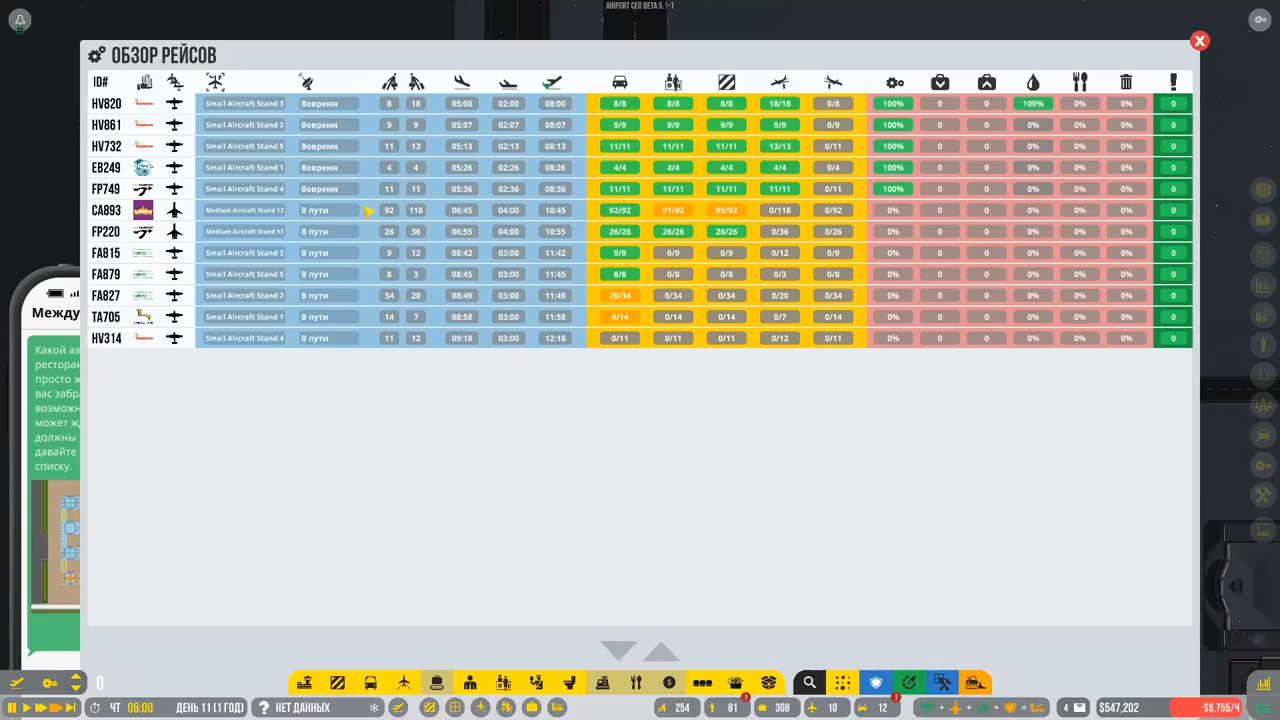 AIRPORT CEO BETA 5.1-1
ОБЗОР РЕЙСОВ
X
ID#
HV820 Small Aircraft Stand 3 Вовремя 8 18 05:00 02:00 08:00 8/8 8/8 8/8 18/18 0/8 100% 0 0 100% 0% 0% 0
HV861 Small Aircraft Stand 2 Вовремя 9 9 05:07 02:07 08:07 9/9 9/9 9/9 9/9 0/9 100% 0 0 0% 0% 0% 0
HV732 Small Aircraft Stand 5 Вовремя 11 13 05:13 02:13 08:13 11/11 11/11 11/11 13/13 0/11 100% 0 0 0% 0% 0% 0
EB249 Small Aircraft Stand 1 Вовремя 4 4 05:26 02:26 08:26 4/4 4/4 4/4 4/4 0/4 100% 0 0 0% 0% 0% 0
FP749 Small Aircraft Stand 4 Вовремя 11 11 05:36 02:36 08:36 11/11 11/11 11/11 11/11 0/11 100% 0 0 0% 0% 0% 0
CA893 Medium Aircraft Stand 12 В пути 92 118 06:45 04:00 10:45 92/92 91/92 89/92 0/118 0/92 0% 0 0 0% 0% 0% 0
FP220 Medium Aircraft Stand 13 В пути 26 36 06:55 04:00 10:55 26/26 26/26 26/26 0/36 0/26 0% 0 0 0% 0% 0% 0
FA815 Small Aircraft Stand 3 В пути 9 12 08:42 03:00 11:42 9/9 0/9 0/9 0/12 0/9 0% 0 0 0% 0% 0% 0
FA879 Small Aircraft Stand 5 В пути 8 3 08:45 03:00 11:45 8/8 0/8 0/8 0/3 0/8 0% 0 0 0% 0% 0% 0
FA827 Small Aircraft Stand 2 В пути 34 20 08:49 03:00 11:49 20/34 0/34 0/34 0/20 0/34 0% 0 0 0% 0% 0% 0
TA705 Small Aircraft Stand 1 В пути 14 7 08:58 03:00 11:58 4/14 0/14 0/14 0/7 0/14 0% 0 0 0% 0% 0% 0
HV314 Small Aircraft Stand 4 В пути 11 12 09:18 03:00 12:18 0/11 0/11 0/11 0/12 0/11 0% 0 0 0% 0% 0% 0
Между
Какой аэ
ресторан
просто ж
вас забра
возможн
может жд
должны
давайте
списку.
0
ЧТ 06:00 ДЕНЬ 11 (1 ГОД) ? НЕТ ДАННЫХ 254 81 308 10 12 4 $547,202 -$6,755/Ч